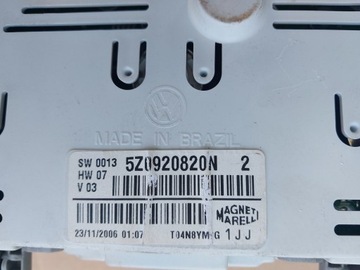 MADE IN BRAZIL
SW 0013 5Z0920820N 2
HW 07
V 03
MAGNETI
MARELLI
23/11/2006 01:07 T04N8YM G 1JJ